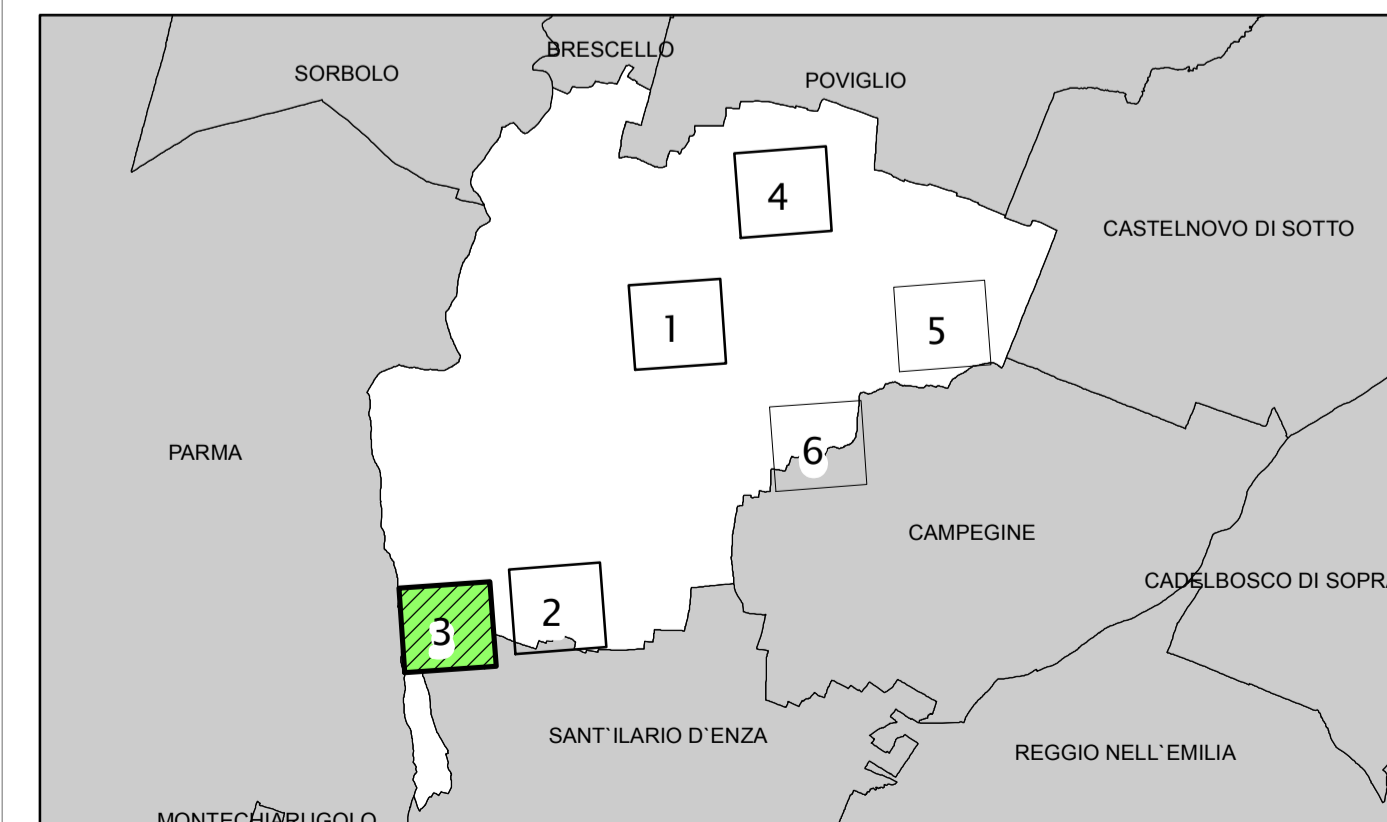 BRESCELLO
SORBOLO
POVIGLIO
4
CASTELNOVO DI SOTTO
1
5
PARMA
6
CAMPEGINE
CADELBOSCO DI SOPRA
2
3
SANT`ILARIO D`ENZA
REGGIO NELL`EMILIA
MONTECHIARUGOLO